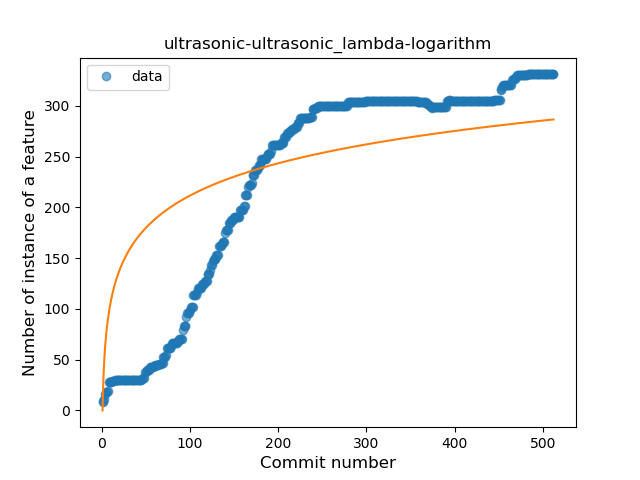 ultrasonic-ultrasonic_lambda-logarithm
data
Number of instance of a feature
300
250
200
150
100
50
0
0 100 200 300 400 500
Commit number